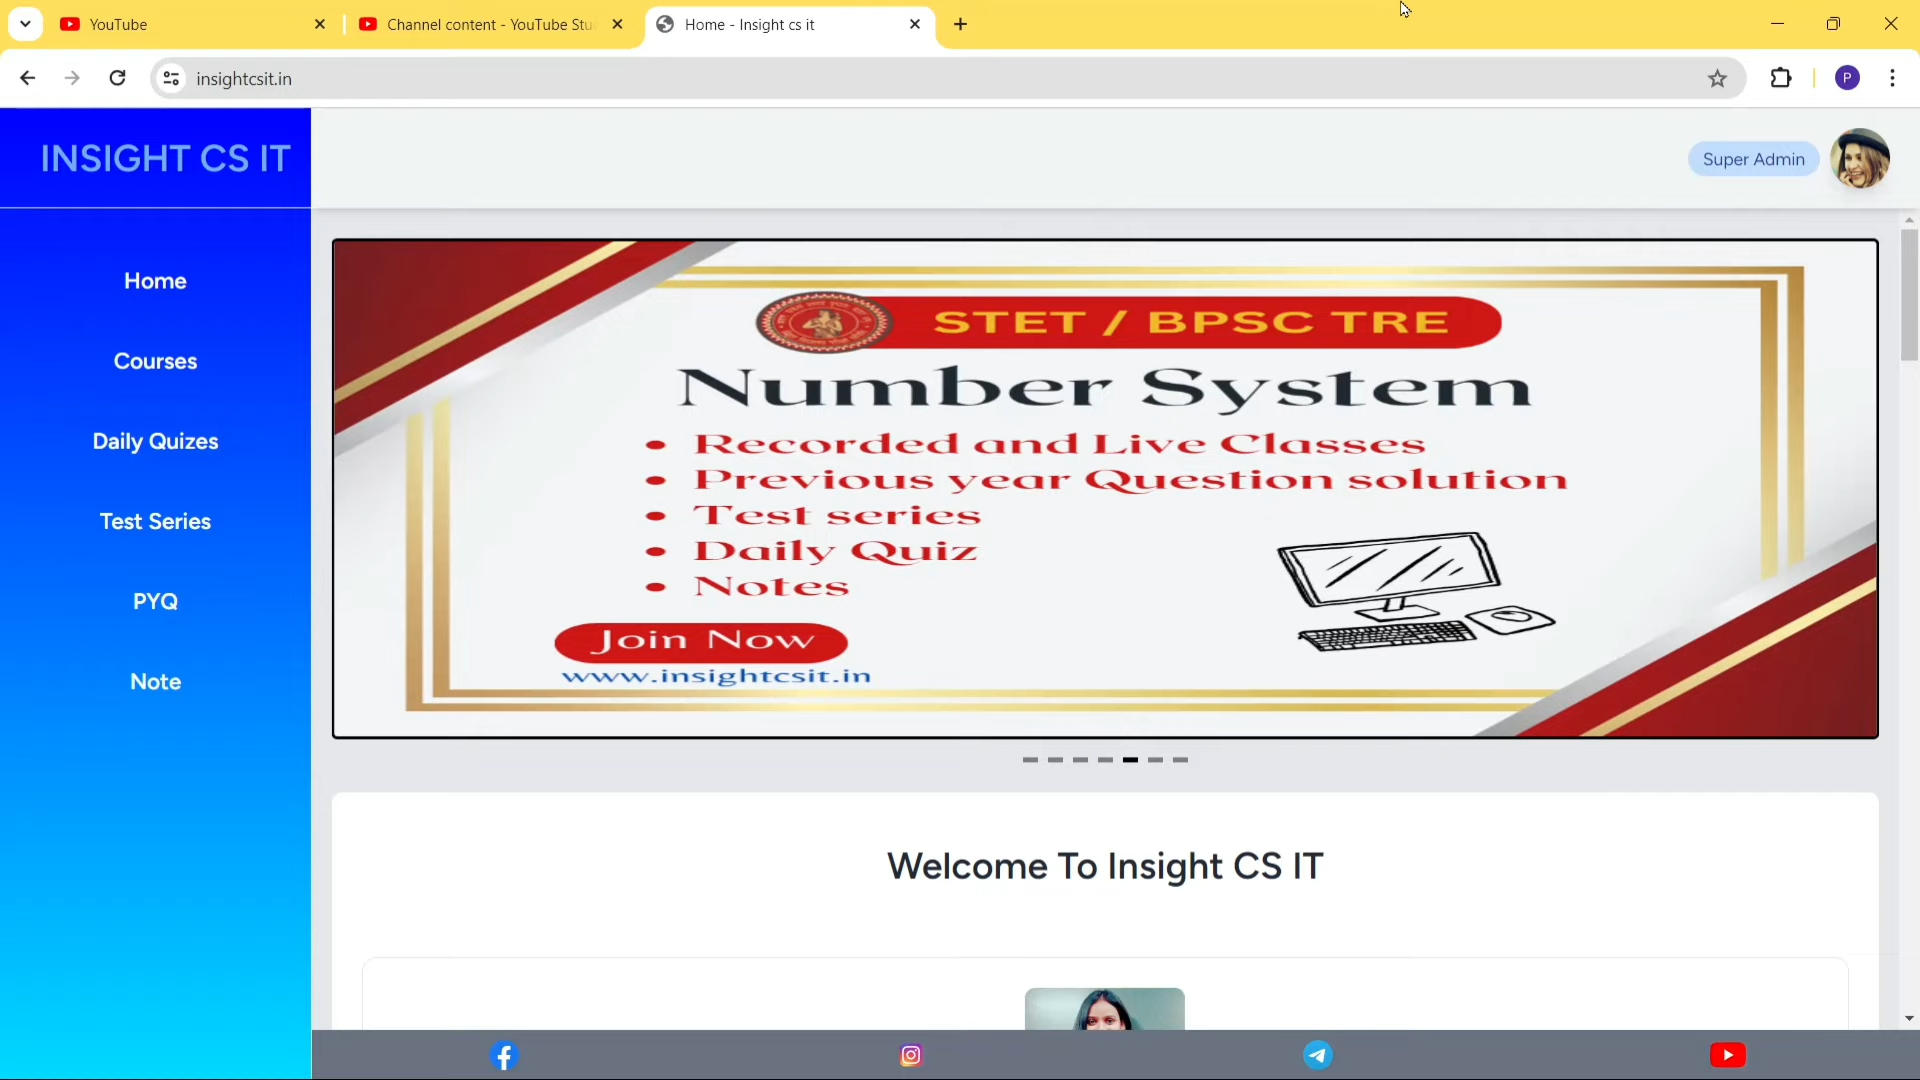 YouTube
Channel content - YouTube Stu
Home - Insight cs it
insightcsit.in
P
INSIGHT CS IT
Super Admin
Home
Courses
Daily Quizes
Test Series
PYQ
Note
STET / BPSC TRE
Number System
• Recorded and Live Classes
• Previous year Question solution
• Test series
• Daily Quiz
• Notes
Join Now
www.insightcsit.in
Welcome To Insight CS IT